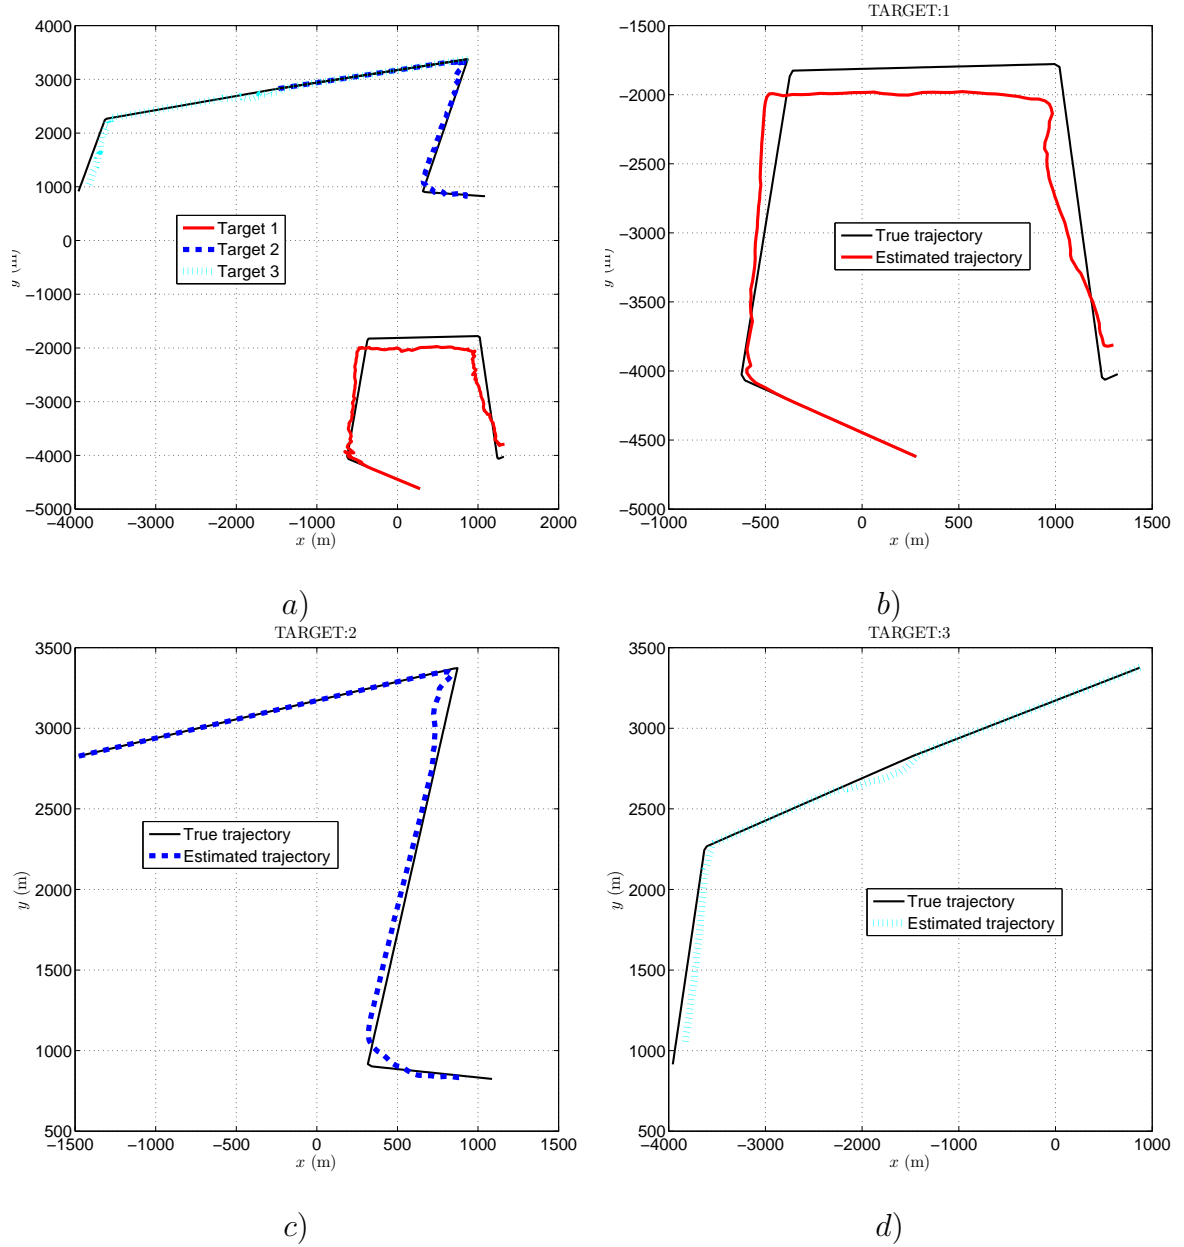 4000
3000
2000
1000
0
−1000
−2000
−3000
−4000
−5000
y (m)
Target 1
Target 2
Target 3
−4000 −3000 −2000 −1000 0 1000 2000
x (m)
a)
TARGET:1
−1500
−2000
−2500
−3000
−3500
−4000
−4500
−5000
y (m)
True trajectory
Estimated trajectory
−1000 −500 0 500 1000 1500
x (m)
b)
TARGET:2
3500
3000
2500
2000
1500
1000
500
y (m)
True trajectory
Estimated trajectory
−1500 −1000 −500 0 500 1000 1500
x (m)
c)
TARGET:3
3500
3000
2500
2000
1500
1000
500
y (m)
True trajectory
Estimated trajectory
−4000 −3000 −2000 −1000 0 1000
x (m)
d)